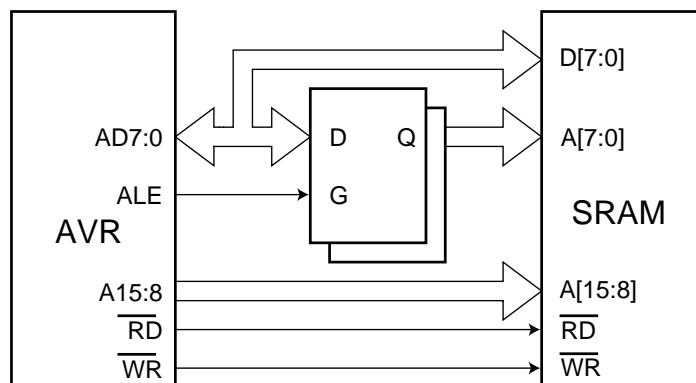 D[7:0]
AD7:0
D
Q
A[7:0]
ALE
G
AVR
SRAM
A15:8
A[15:8]
RD
RD
WR
WR